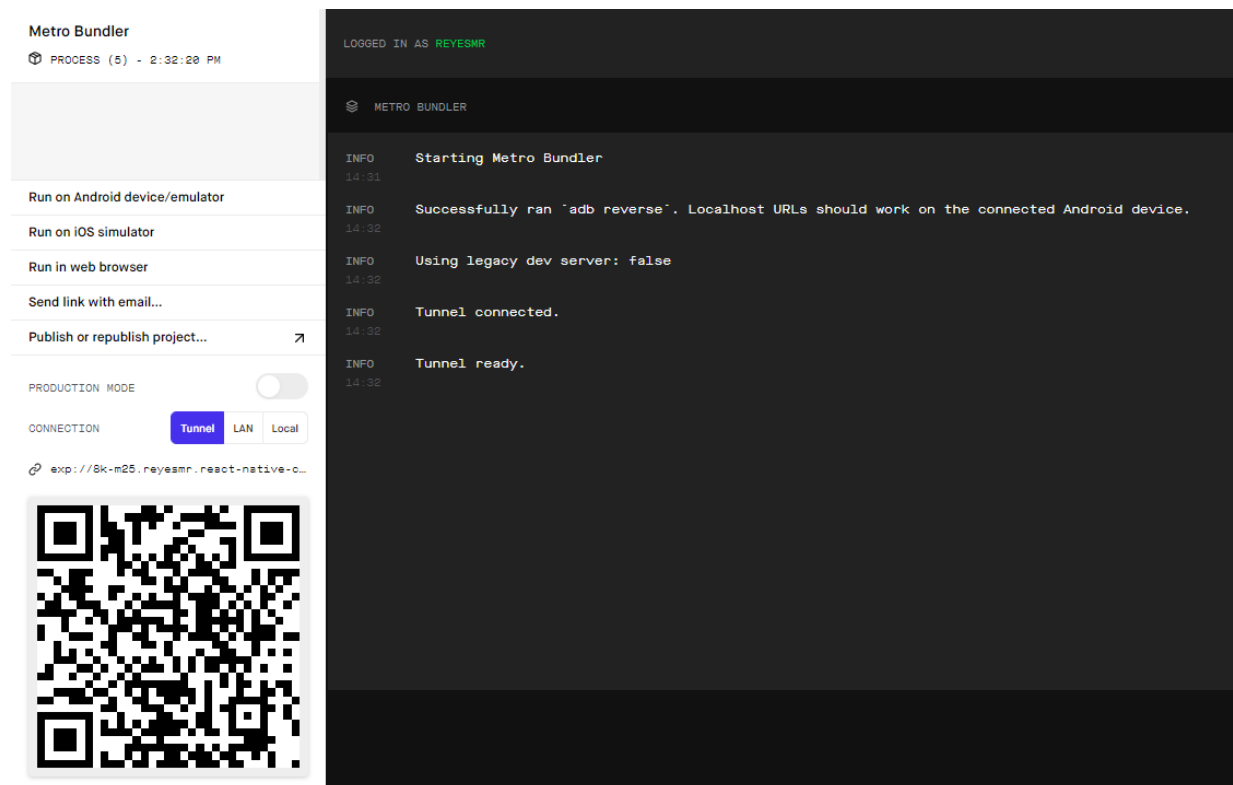 Metro Bundler
PROCESS (5) - 2:32:20 PM
Run on Android device/emulator
Run on iOS simulator
Run in web browser
Send link with email...
Publish or republish project...
PRODUCTION MODE
CONNECTION Tunnel LAN Local
exp://8k-m25.reyesmr.react-native-c…
LOGGED IN AS REYESMR
METRO BUNDLER
INFO Starting Metro Bundler
14:31
INFO Successfully ran `adb reverse`. Localhost URLs should work on the connected Android device.
14:32
INFO Using legacy dev server: false
14:32
INFO Tunnel connected.
14:32
INFO Tunnel ready.
14:32